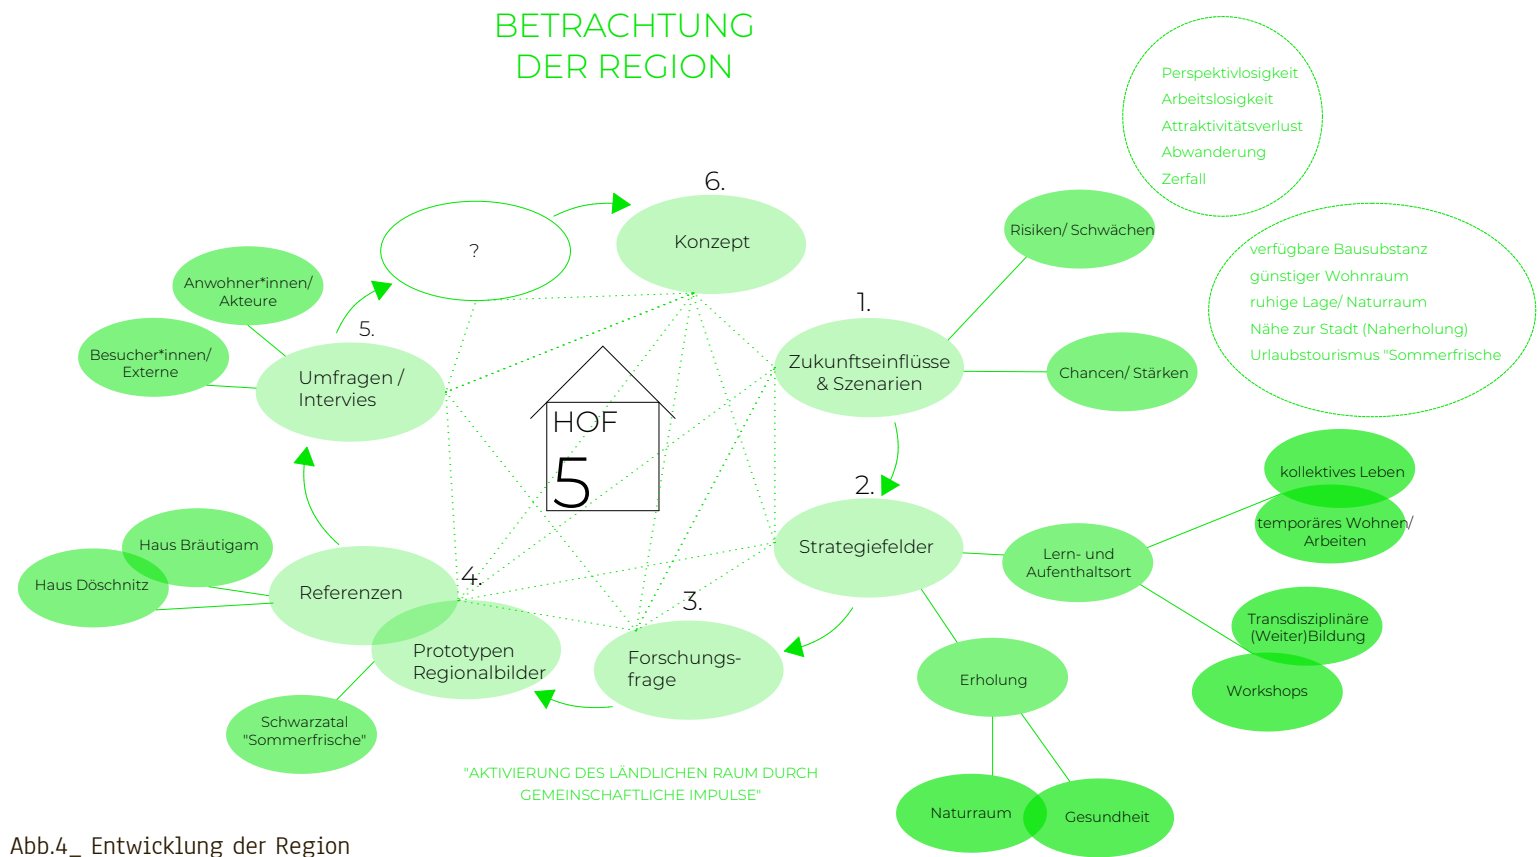 BETRACHTUNG
DER REGION
Perspektivlosigkeit
Arbeitslosigkeit
Attraktivitätsverlust
Abwanderung
Zerfall
verfügbare Bausubstanz
günstiger Wohnraum
ruhige Lage/ Naturraum
Nähe zur Stadt (Naherholung)
Urlaubstourismus "Sommerfrische
6.
Konzept
?
Risiken/ Schwächen
Chancen/ Stärken
1.
Zukunftseinflüsse
& Szenarien
Anwohner*innen/
Akteure
Besucher*innen/
Externe
5.
Umfragen /
Intervies
HOF
5
2.
Strategiefelder
Lern- und
Aufenthaltsort
kollektives Leben
temporäres Wohnen/
Arbeiten
Transdisziplinäre
(Weiter)Bildung
Workshops
Erholung
Naturraum
Gesundheit
3.
Forschungs-
frage
4.
Referenzen
Prototypen
Regionalbilder
Haus Bräutigam
Haus Döschnitz
Schwarzatal
"Sommerfrische"
"AKTIVIERUNG DES LÄNDLICHEN RAUM DURCH
GEMEINSCHAFTLICHE IMPULSE"
Abb.4_ Entwicklung der Region